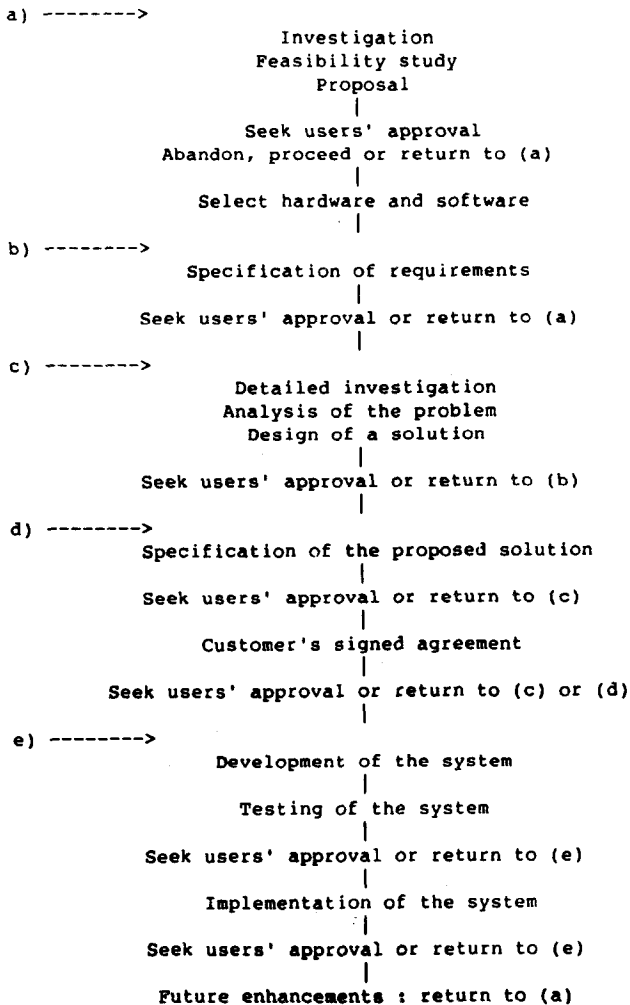 a) -------->
Investigation
Feasibility study
Proposal
|
Seek users' approval
Abandon, proceed or return to (a)
|
Select hardware and software
|
b) -------->
Specification of requirements
|
Seek users' approval or return to (a)
|
c) -------->
Detailed investigation
Analysis of the problem
Design of a solution
|
Seek users' approval or return to (b)
|
d) -------->
Specification of the proposed solution
|
Seek users' approval or return to (c)
|
Customer's signed agreement
|
Seek users' approval or return to (c) or (d)
|
e) -------->
Development of the system
|
Testing of the system
|
Seek users' approval or return to (e)
|
Implementation of the system
|
Seek users' approval or return to (e)
|
Future enhancements : return to (a)